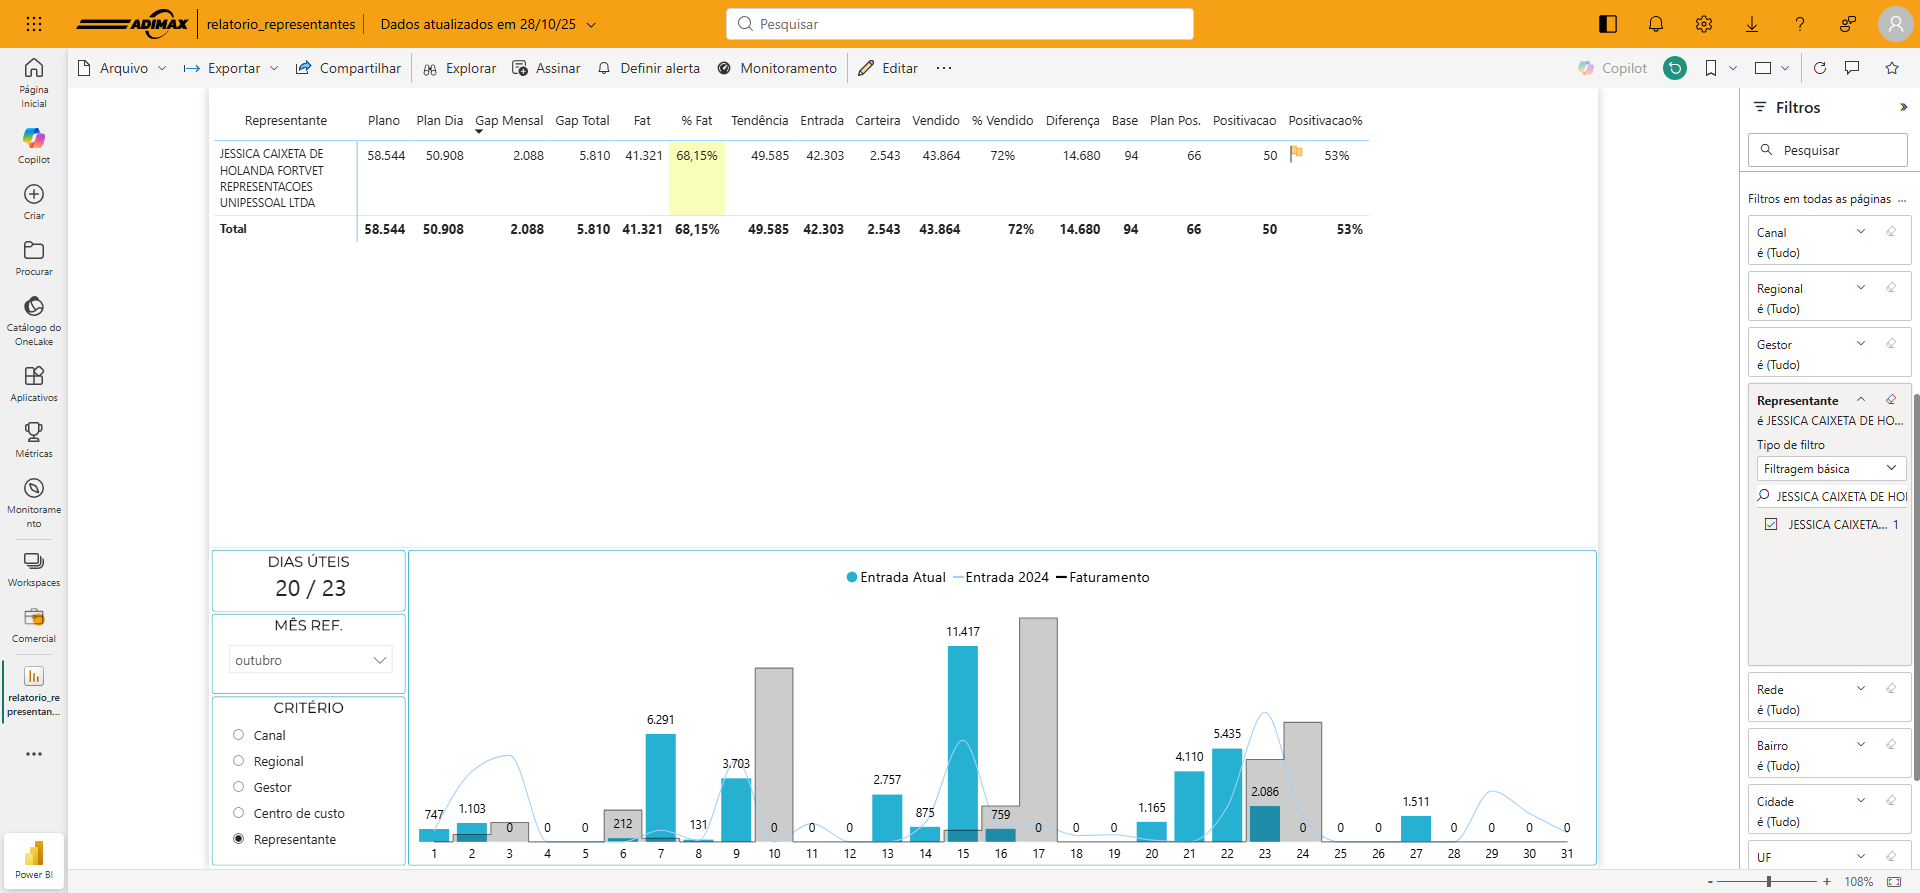 ADIMAX
relatorio_representantes
Dados atualizados em 28/10/25
Pesquisar
A
Arquivo
Exportar
Compartilhar
Explorar
Assinar
Definir alerta
Monitoramento
Editar
Copilot
Página
Inicial
Copilot
Criar
Procurar
Catálogo do
OneLake
Aplicativos
Métricas
Monitorame
nto
Workspaces
Comercial
relatorio_re
presentan...
Power BI
Representante Plano Plan Dia Gap Mensal Gap Total Fat % Fat Tendência Entrada Carteira Vendido % Vendido Diferença Base Plan Pos. Positivacao Positivacao%
JESSICA CAIXETA DE 58.544 50.908 2.088 5.810 41.321 68,15% 49.585 42.303 2.543 43.864 72% 14.680 94 66 50 53%
HOLANDA FORTVET
REPRESENTACOES
UNIPESSOAL LTDA
Total 58.544 50.908 2.088 5.810 41.321 68,15% 49.585 42.303 2.543 43.864 72% 14.680 94 66 50 53%
DIAS ÚTEIS
20 / 23
MÊS REF.
outubro
CRITÉRIO
Canal
Regional
Gestor
Centro de custo
Representante
Entrada Atual Entrada 2024 Faturamento
747 1.103 0 0 0 212 6.291 131 3.703 0 0 0 2.757 875 11.417 759 0 0 0 1.165 4.110 5.435 2.086 0 0 0 1.511 0 0 0 0
1 2 3 4 5 6 7 8 9 10 11 12 13 14 15 16 17 18 19 20 21 22 23 24 25 26 27 28 29 30 31
Filtros
Pesquisar
Filtros em todas as páginas ...
Canal
é (Tudo)
Regional
é (Tudo)
Gestor
é (Tudo)
Representante
é JESSICA CAIXETA DE HO...
Tipo de filtro
Filtragem básica
JESSICA CAIXETA DE HOL
JESSICA CAIXETA... 1
Rede
é (Tudo)
Bairro
é (Tudo)
Cidade
é (Tudo)
UF
- + 108%